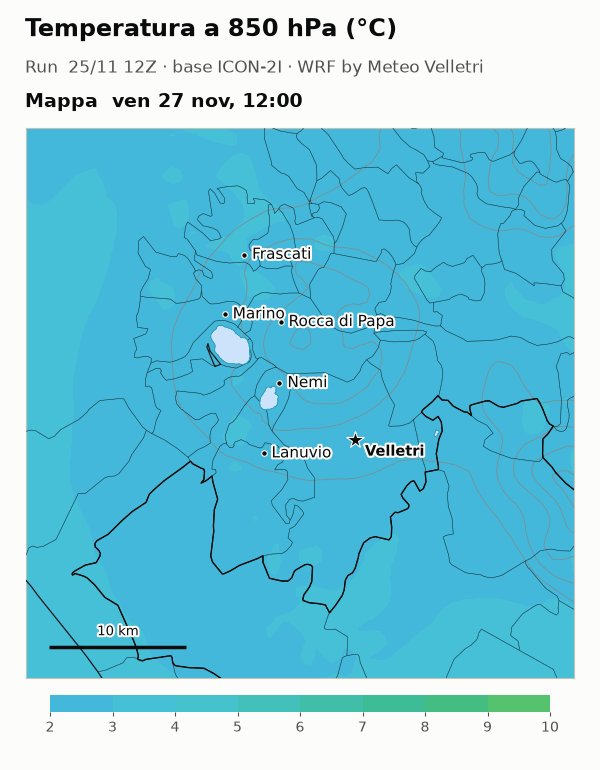 Temperatura a 850 hPa (°C)
Run  25/11 12Z · base ICON-2I · WRF by Meteo Velletri
Mappa  ven 27 nov, 12:00
Frascati
Marino
Rocca di Papa
Nemi
Velletri
Lanuvio
10 km
2 3 4 5 6 7 8 9 10